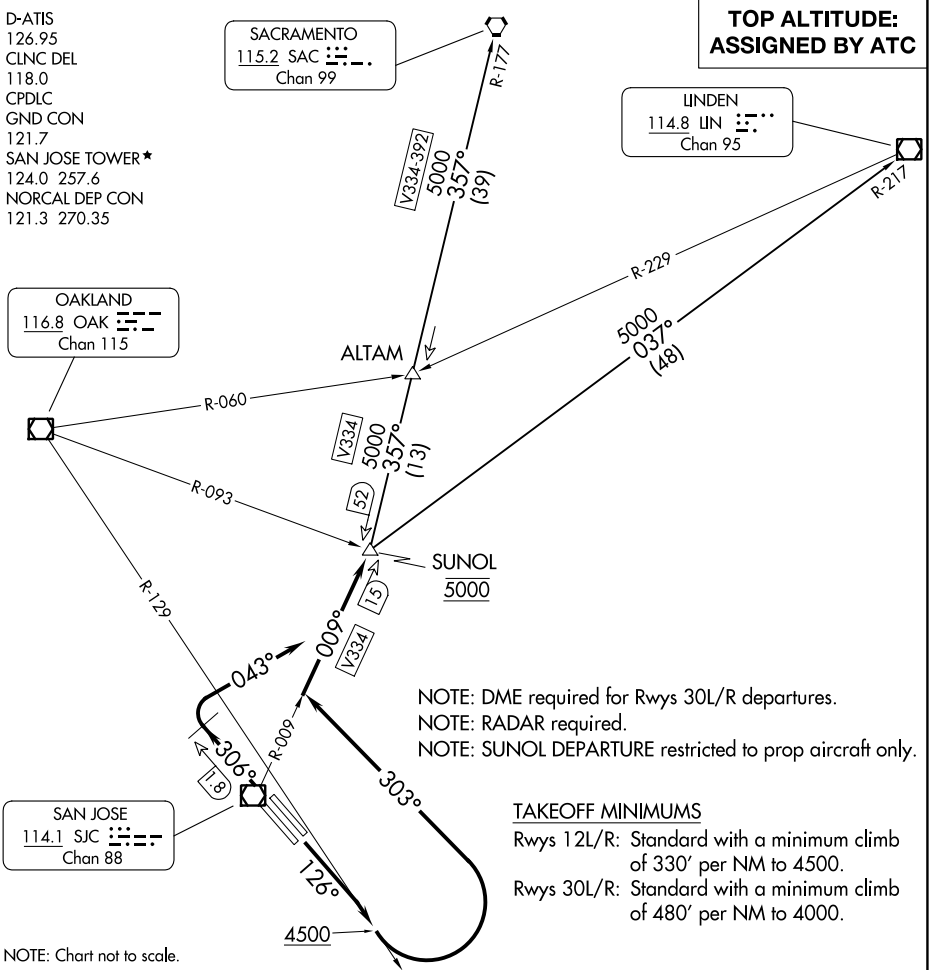 D-ATIS
126.95
CLNC DEL
118.0
CPDLC
GND CON
121.7
SAN JOSE TOWER★
124.0 257.6
NORCAL DEP CON
121.3 270.35
SACRAMENTO
115.2 SAC
Chan 99
TOP ALTITUDE:
ASSIGNED BY ATC
R-177
LINDEN
114.8 LIN
Chan 95
R-217
V334-392
5000
357°
(39)
R-229
5000
037°
(48)
OAKLAND
116.8 OAK
Chan 115
ALTAM
R-060
V334
5000
357°
(13)
R-093
52
SUNOL
5000
15
R-129
009°
V334
043°
R-009
306°
1.8
303°
NOTE: DME required for Rwys 30L/R departures.
NOTE: RADAR required.
NOTE: SUNOL DEPARTURE restricted to prop aircraft only.
SAN JOSE
114.1 SJC
Chan 88
126°
TAKEOFF MINIMUMS
Rwys 12L/R: Standard with a minimum climb
of 330' per NM to 4500.
Rwys 30L/R: Standard with a minimum climb
of 480' per NM to 4000.
4500
NOTE: Chart not to scale.